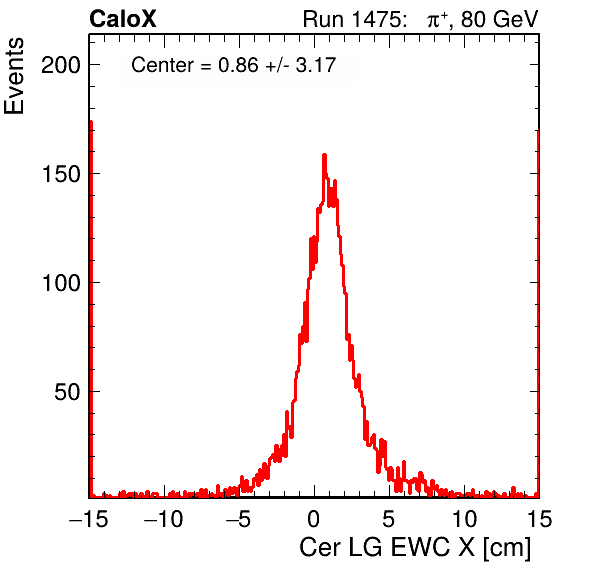 CaloX
Run 1475: π⁺, 80 GeV
Events
Center = 0.86 +/- 3.17
200
150
100
50
−15 −10 −5 0 5 10 15
Cer LG EWC X [cm]